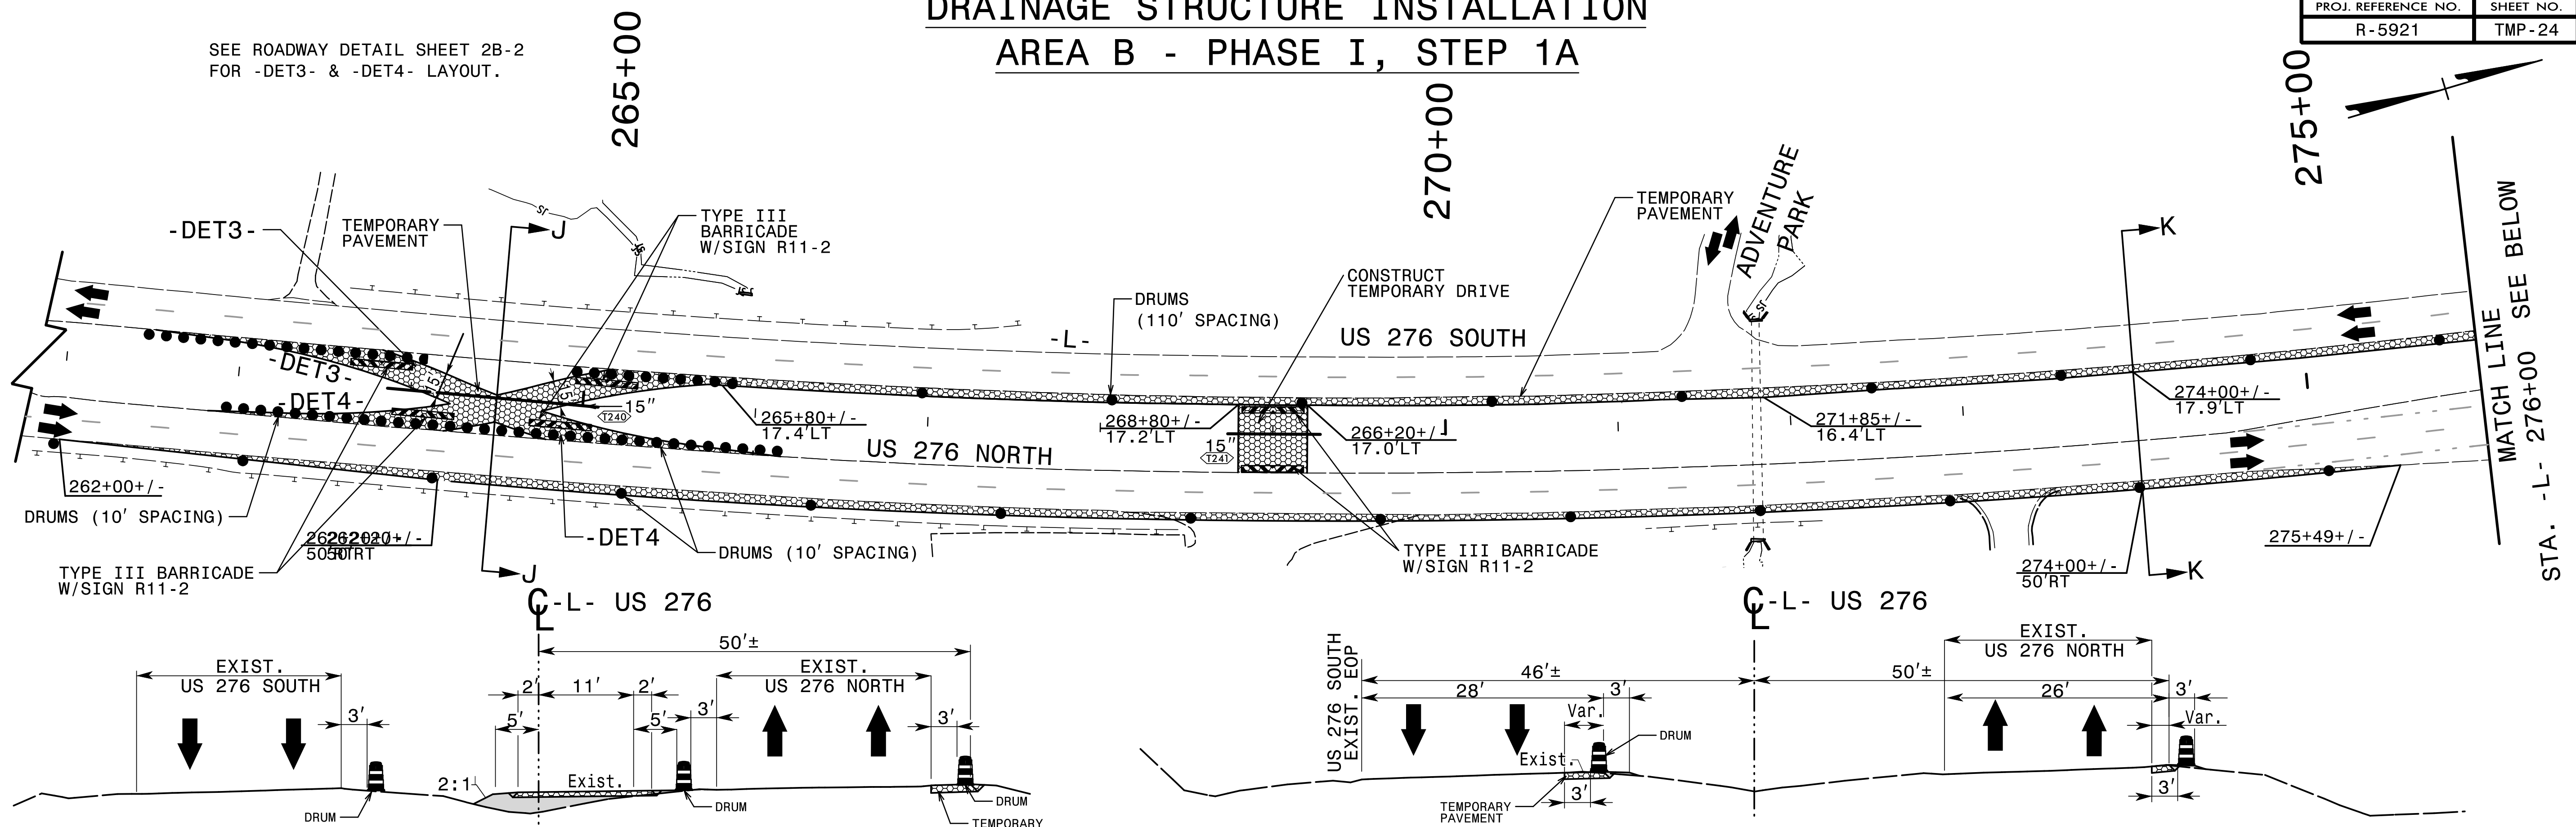 DRAINAGE STRUCTURE INSTALLATION
AREA B - PHASE I, STEP 1A
PROJ. REFERENCE NO.
SHEET NO.
R-5921
TMP-24
SEE ROADWAY DETAIL SHEET 2B-2
FOR -DET3- & -DET4- LAYOUT.
265+00
270+00
275+00
-DET3-
TEMPORARY
PAVEMENT
J
TYPE III
BARRICADE
W/SIGN R11-2
JS
JS
JS
DRUMS
(110' SPACING)
CONSTRUCT
TEMPORARY DRIVE
TEMPORARY
PAVEMENT
ADVENTURE
PARK
JS
K
-L-
US 276 SOUTH
-DET3-
-DET4-
15"
T240
265+80+/-
17.4'LT
268+80+/-
17.2'LT
15"
T241
266+20+/-
17.0'LT
271+85+/-
16.4'LT
274+00+/-
17.9'LT
US 276 NORTH
MATCH LINE
STA. -L- 276+00 SEE BELOW
262+00+/-
DRUMS (10' SPACING)
50'RT
-DET4
DRUMS (10' SPACING)
TYPE III BARRICADE
W/SIGN R11-2
J
TYPE III BARRICADE
W/SIGN R11-2
274+00+/-
50'RT
K
275+49+/-
CL -L- US 276
50'±
EXIST.
US 276 SOUTH
2'
11'
2'
EXIST.
US 276 NORTH
3'
5'
5'
3'
3'
2:1
Exist.
DRUM
DRUM
DRUM
TEMPORARY
CL -L- US 276
US 276 SOUTH
EXIST. EOP
46'±
50'±
EXIST.
US 276 NORTH
28'
3'
26'
3'
Var.
Var.
DRUM
Exist.
3'
3'
TEMPORARY
PAVEMENT